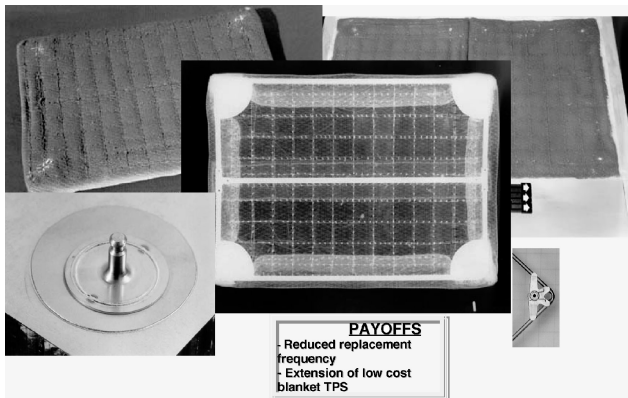 PAYOFFS
- Reduced replacement
frequency
- Extension of low cost
blanket TPS